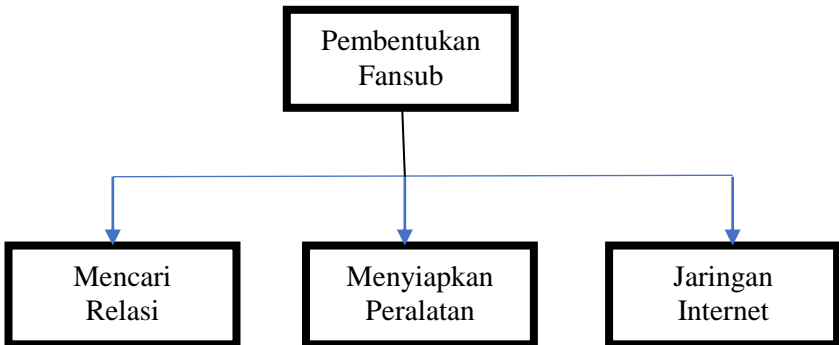 Pembentukan
Fansub
Mencari
Relasi
Menyiapkan
Peralatan
Jaringan
Internet